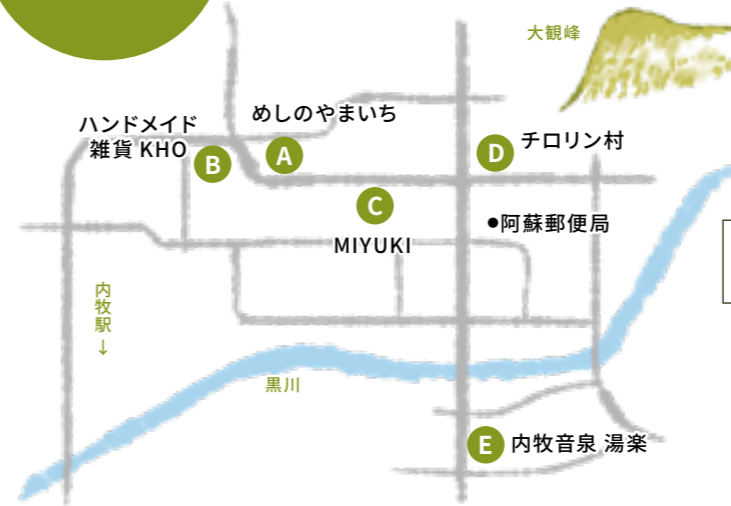 大観峰
めしのやまいち
ハンドメイド
雑貨 KHO
A
B
D
チロリン村
C
●阿蘇郵便局
MIYUKI
内牧駅→
黒川
E
内牧音泉 湯楽